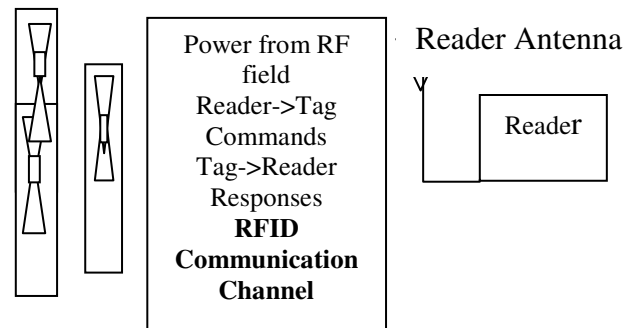 Power from RF
field
Reader->Tag
Commands
Tag->Reader
Responses
RFID
Communication
Channel
Reader Antenna
Reader